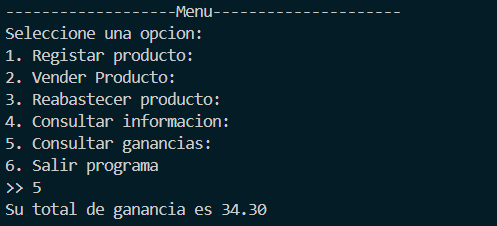 -------------------Menu---------------------
Seleccione una opcion:
1. Registar producto:
2. Vender Producto:
3. Reabastecer producto:
4. Consultar informacion:
5. Consultar ganancias:
6. Salir programa
>> 5
Su total de ganancia es 34.30